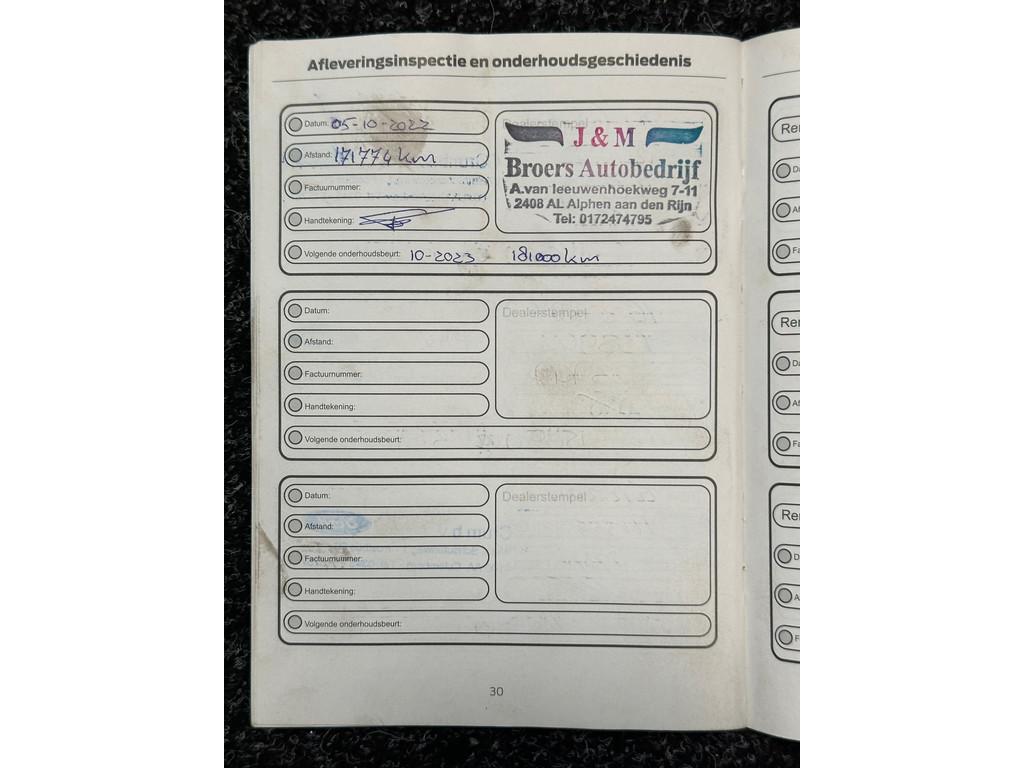 Afleveringsinspectie en onderhoudsgeschiedenis
Datum: 05-10-2022
Afstand: 171774 km
Factuurnummer:
Handtekening:
Dealerstempel
J & M
Broers Autobedrijf
A.van leeuwenhoekweg 7-11
2408 AL Alphen aan den Rijn
Tel: 0172474795
Volgende onderhoudsbeurt: 10-2023 181000km
Datum:
Afstand:
Factuurnummer:
Handtekening:
Dealerstempel
Volgende onderhoudsbeurt:
Datum:
Afstand:
Factuurnummer:
Handtekening:
Dealerstempel
Volgende onderhoudsbeurt:
30